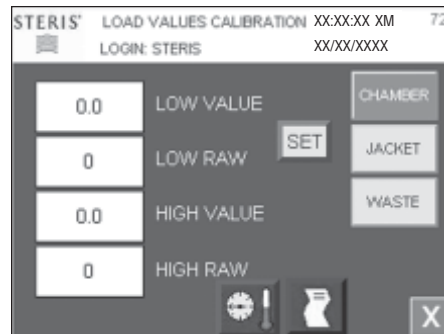 STERIS® LOAD VALUES CALIBRATION XX:XX:XX XM 72
LOGIN: STERIS XX/XX/XXXX
0.0 LOW VALUE CHAMBER
SET
0 LOW RAW JACKET
0.0 HIGH VALUE WASTE
0 HIGH RAW
X